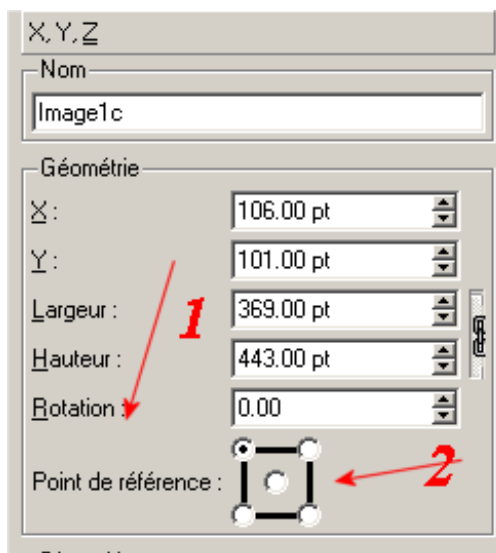 X, Y, Z
Nom
Image1c
Géométrie
X : 106.00 pt
Y : 101.00 pt
Largeur : 369.00 pt
1
Hauteur : 443.00 pt
Rotation : 0.00
Point de référence :
2